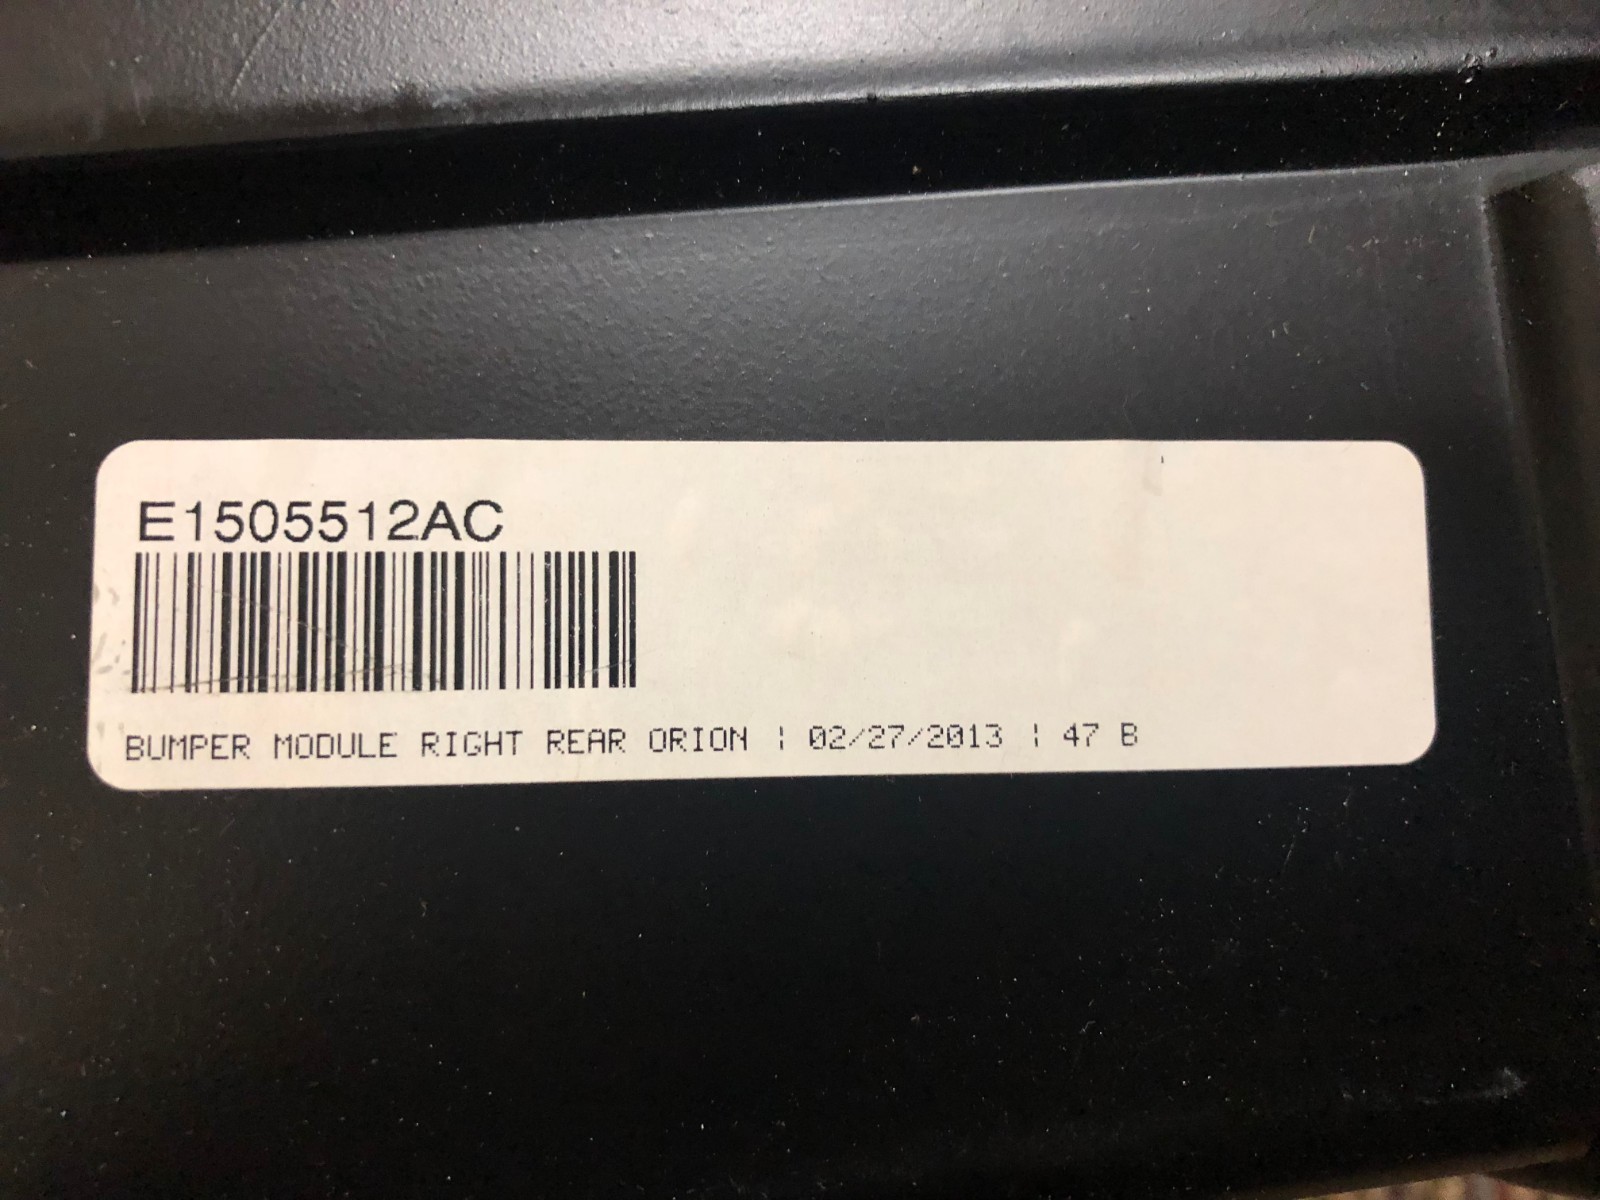 E1505512AC
BUMPER MODULE RIGHT REAR ORION ¦ 02/27/2013 ¦ 47 B